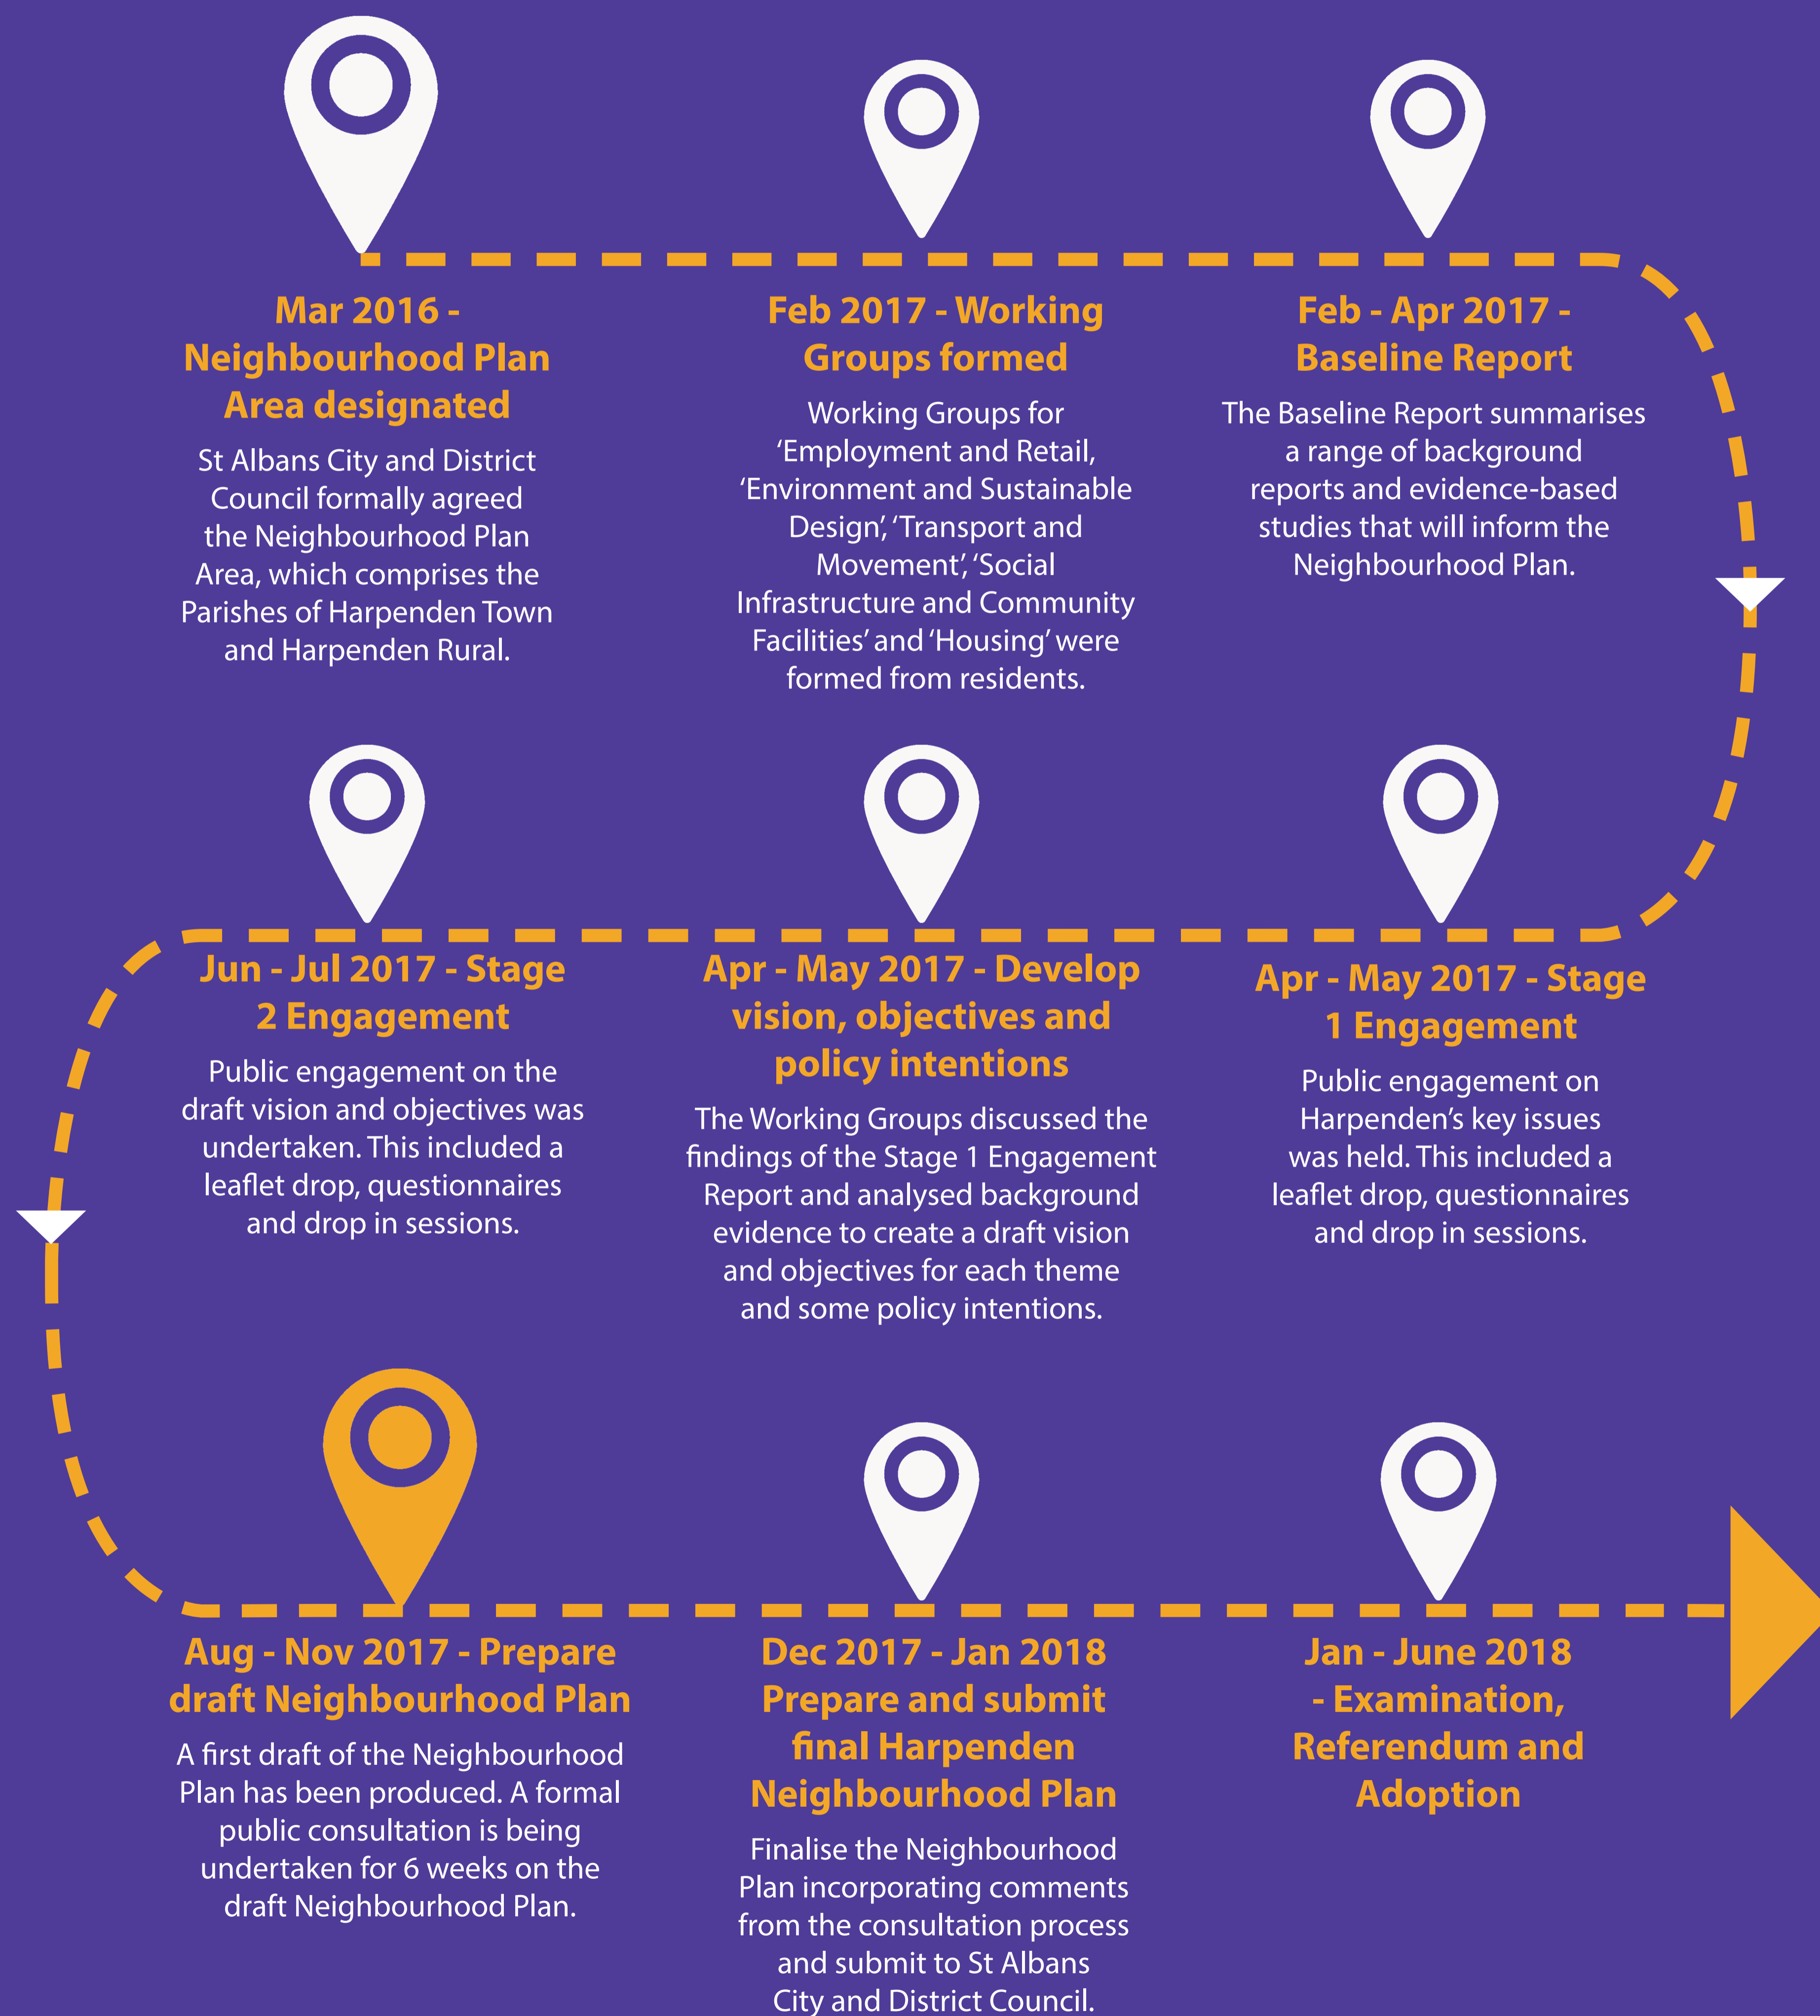 Mar 2016 -
Neighbourhood Plan
Area designated
St Albans City and District
Council formally agreed
the Neighbourhood Plan
Area, which comprises the
Parishes of Harpenden Town
and Harpenden Rural.
Feb 2017 - Working
Groups formed
Working Groups for
‘Employment and Retail,
‘Environment and Sustainable
Design’, ‘Transport and
Movement’, ‘Social
Infrastructure and Community
Facilities’ and ‘Housing’ were
formed from residents.
Feb - Apr 2017 -
Baseline Report
The Baseline Report summarises
a range of background
reports and evidence-based
studies that will inform the
Neighbourhood Plan.
Apr - May 2017 - Stage
1 Engagement
Public engagement on
Harpenden’s key issues
was held. This included a
leaflet drop, questionnaires
and drop in sessions.
Apr - May 2017 - Develop
vision, objectives and
policy intentions
The Working Groups discussed the
findings of the Stage 1 Engagement
Report and analysed background
evidence to create a draft vision
and objectives for each theme
and some policy intentions.
Jun - Jul 2017 - Stage
2 Engagement
Public engagement on the
draft vision and objectives was
undertaken. This included a
leaflet drop, questionnaires
and drop in sessions.
Aug - Nov 2017 - Prepare
draft Neighbourhood Plan
A first draft of the Neighbourhood
Plan has been produced. A formal
public consultation is being
undertaken for 6 weeks on the
draft Neighbourhood Plan.
Dec 2017 - Jan 2018
Prepare and submit
final Harpenden
Neighbourhood Plan
Finalise the Neighbourhood
Plan incorporating comments
from the consultation process
and submit to St Albans
City and District Council.
Jan - June 2018
- Examination,
Referendum and
Adoption